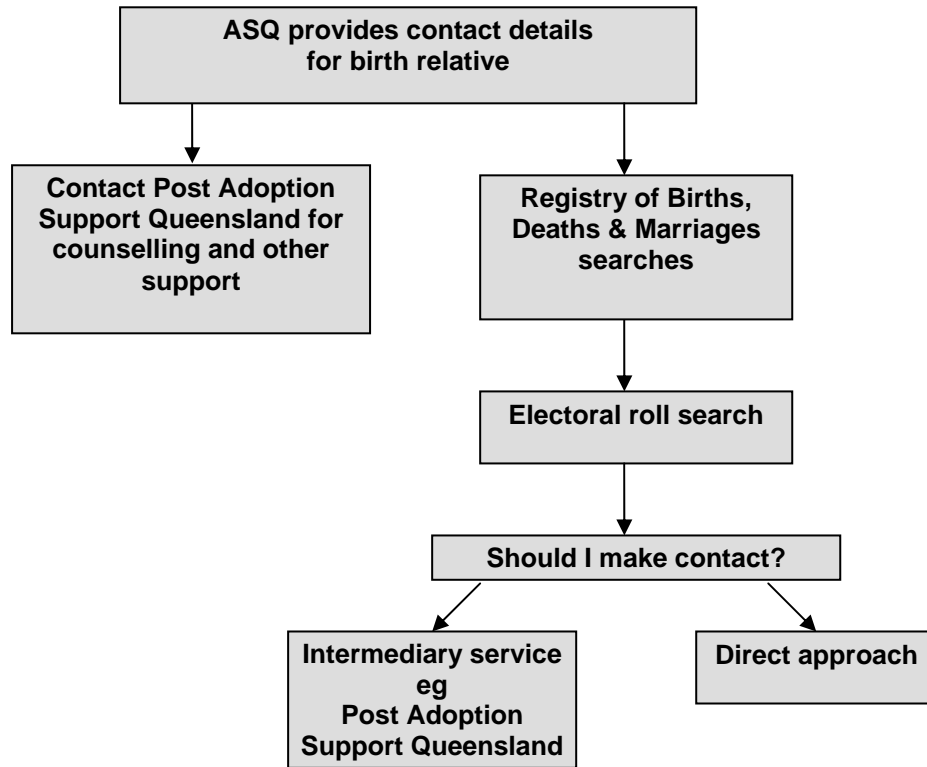 ASQ provides contact details
for birth relative
Contact Post Adoption
Support Queensland for
counselling and other
support
Registry of Births,
Deaths & Marriages
searches
Electoral roll search
Should I make contact?
Intermediary service
eg
Post Adoption
Support Queensland
Direct approach